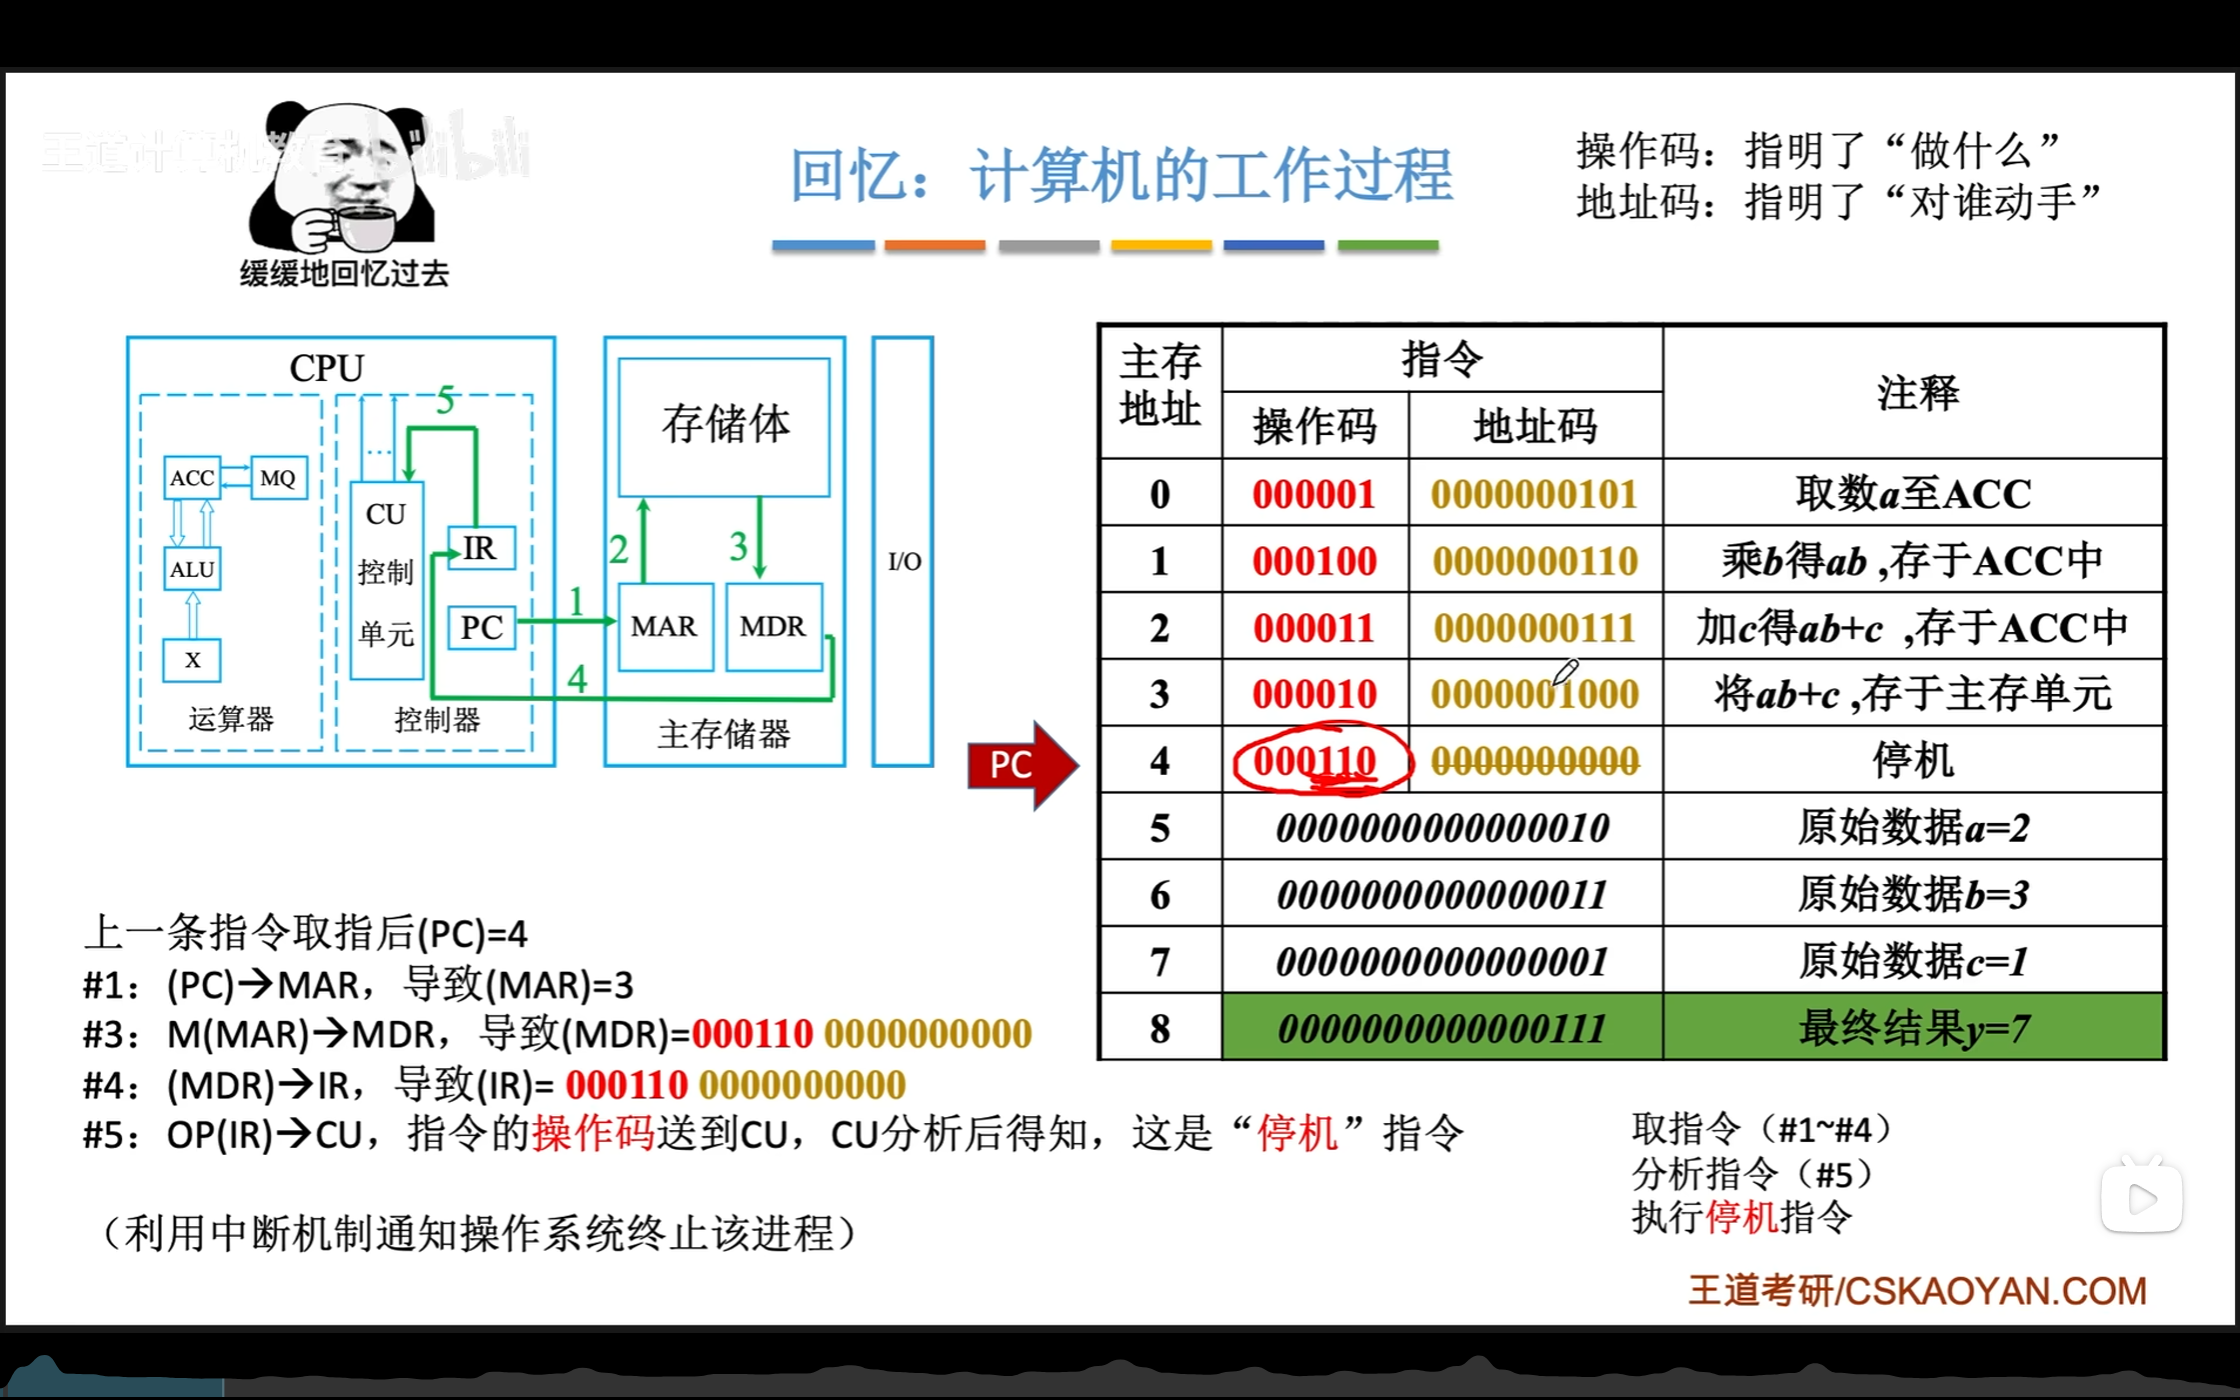 王道计算机教育 bilibili
缓缓地回忆过去
回忆：计算机的工作过程
操作码：指明了“做什么”
地址码：指明了“对谁动手”
CPU
5
...
ACC
MQ
ALU
X
运算器
CU
控制
单元
IR
PC
控制器
1
4
存储体
2
3
MAR
MDR
主存储器
I/O
PC
主存地址 指令 注释
操作码 地址码
0 000001 0000000101 取数a至ACC
1 000100 0000000110 乘b得ab ,存于ACC中
2 000011 0000000111 加c得ab+c ,存于ACC中
3 000010 0000001000 将ab+c ,存于主存单元
4 000110 0000000000 停机
5 0000000000000010 原始数据a=2
6 0000000000000011 原始数据b=3
7 0000000000000001 原始数据c=1
8 0000000000000111 最终结果y=7
上一条指令取指后(PC)=4
#1：(PC)→MAR，导致(MAR)=3
#3：M(MAR)→MDR，导致(MDR)=000110 0000000000
#4：(MDR)→IR，导致(IR)= 000110 0000000000
#5：OP(IR)→CU，指令的操作码送到CU，CU分析后得知，这是“停机”指令
（利用中断机制通知操作系统终止该进程）
取指令（#1~#4）
分析指令（#5）
执行停机指令
王道考研/CSKAOYAN.COM